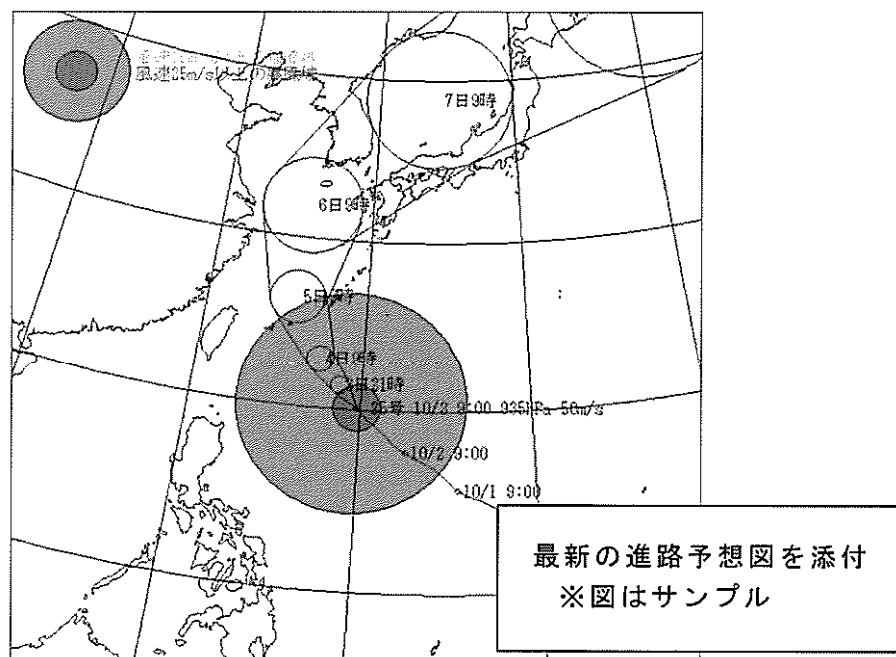 風速25m/s以上の暴風域
7日9時
6日9時
5日9時
4日9時
3日21時
25号 10/3 9:00 935hPa 50m/s
10/2 9:00
10/1 9:00
最新の進路予想図を添付
※図はサンプル